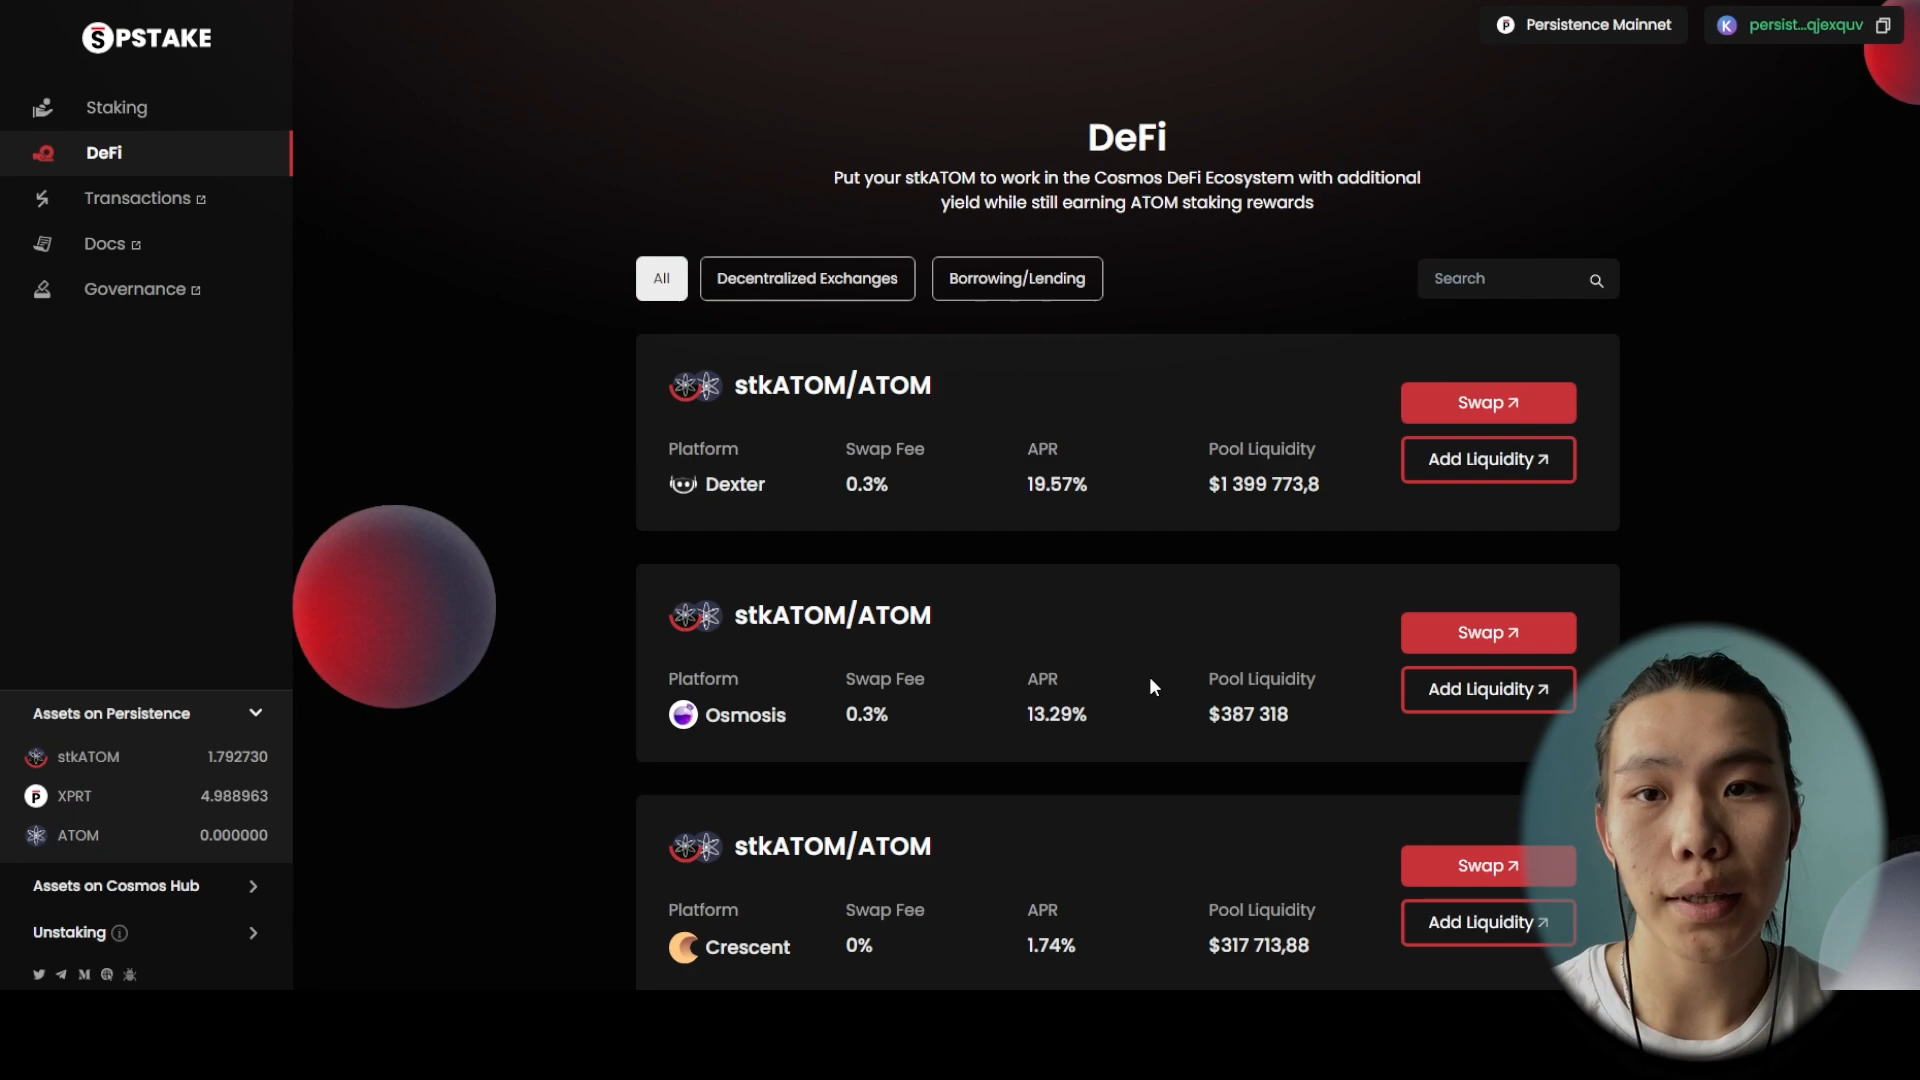 PSTAKE
Persistence Mainnet
K
persist...qjexquv
Staking
DeFi
Transactions
Docs
Governance
DeFi
Put your stkATOM to work in the Cosmos DeFi Ecosystem with additional
yield while still earning ATOM staking rewards
All
Decentralized Exchanges
Borrowing/Lending
Search
stkATOM/ATOM
Swap
Platform
Swap Fee
APR
Pool Liquidity
Add Liquidity
Dexter
0.3%
19.57%
$1 399 773,8
stkATOM/ATOM
Swap
Platform
Swap Fee
APR
Pool Liquidity
Add Liquidity
Osmosis
0.3%
13.29%
$387 318
stkATOM/ATOM
Swap
Platform
Swap Fee
APR
Pool Liquidity
Add Liquidity
Crescent
0%
1.74%
$317 713,88
Assets on Persistence
stkATOM 1.792730
XPRT 4.988963
ATOM 0.000000
Assets on Cosmos Hub
Unstaking